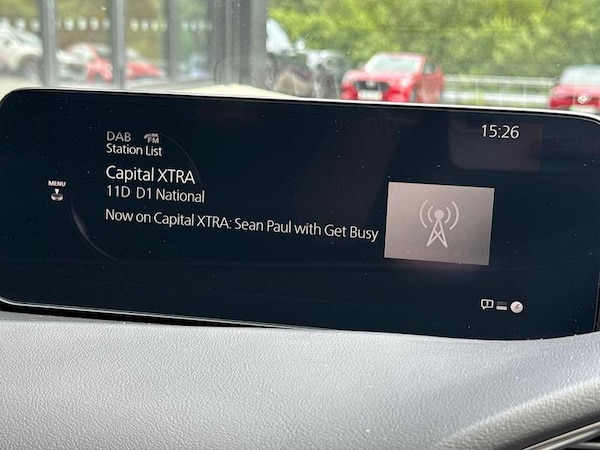 15:26
DAB FM
Station List
Capital XTRA
MENU
11D D1 National
Now on Capital XTRA: Sean Paul with Get Busy